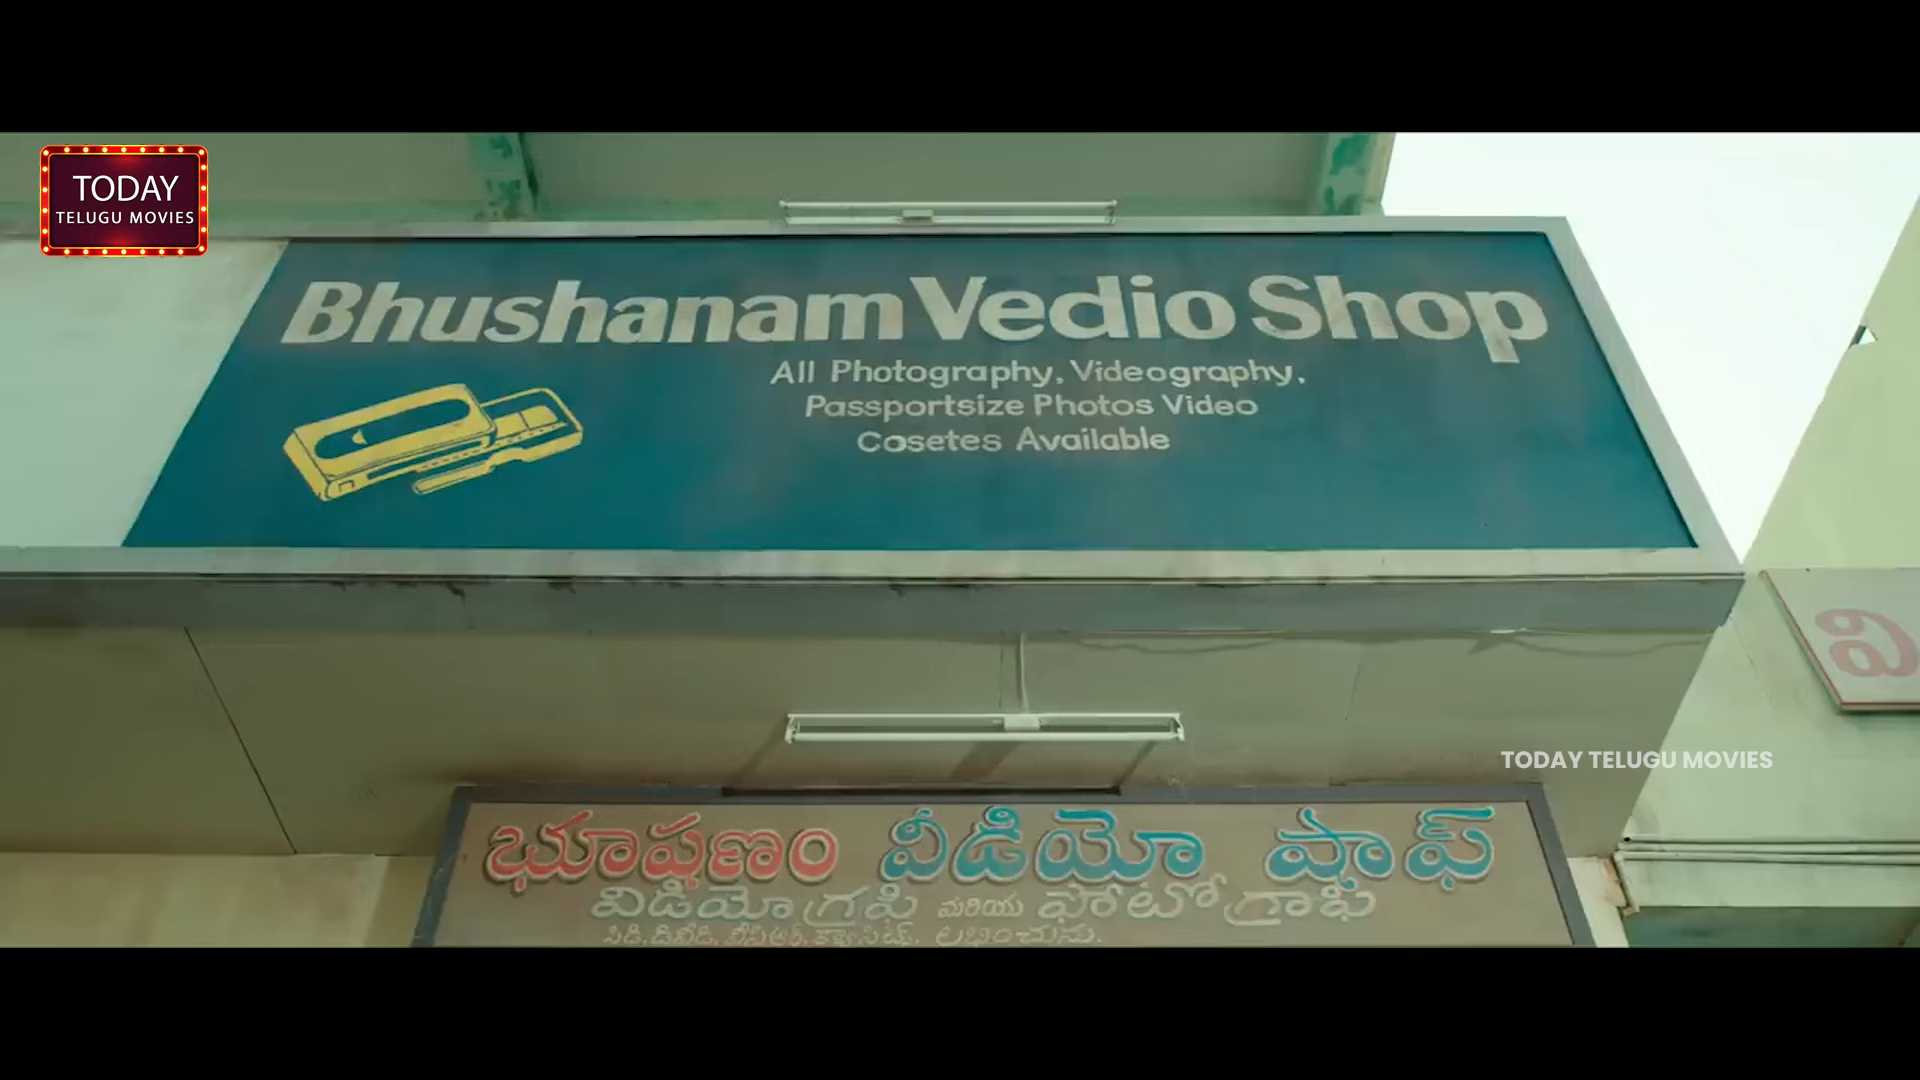 TODAY
TELUGU MOVIES
Bhushanam Vedio Shop
All Photography, Videography,
Passportsize Photos Video
Cosetes Available
వి
TODAY TELUGU MOVIES
భూషణం వీడియో షాప్
విడియోగ్రఫి మరియు ఫోటోగ్రాఫి
సిడి. డివిడి. లభించును.